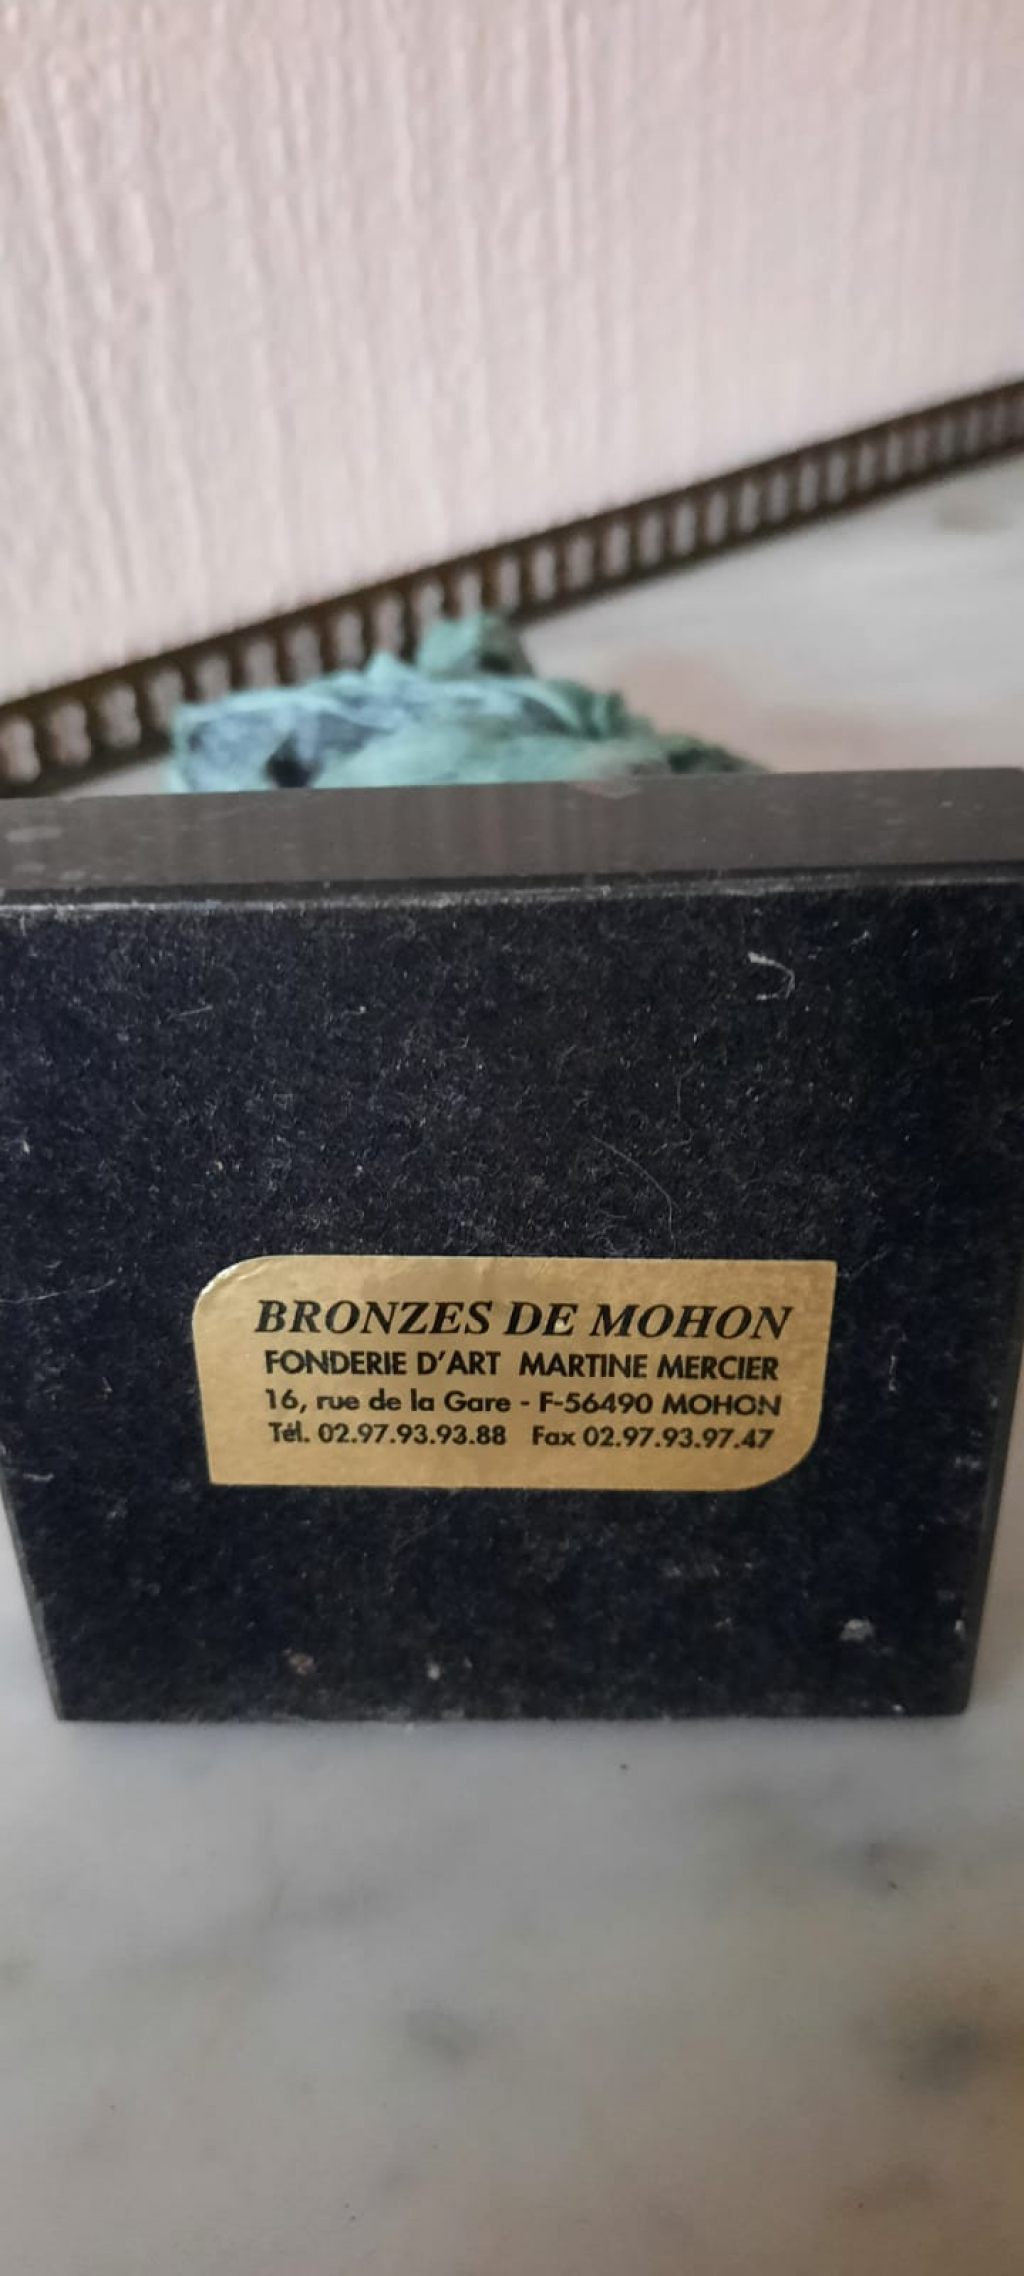 BRONZES DE MOHON
FONDERIE D'ART MARTINE MERCIER
16, rue de la Gare - F-56490 MOHON
Tél. 02.97.93.93.88 Fax 02.97.93.97.47